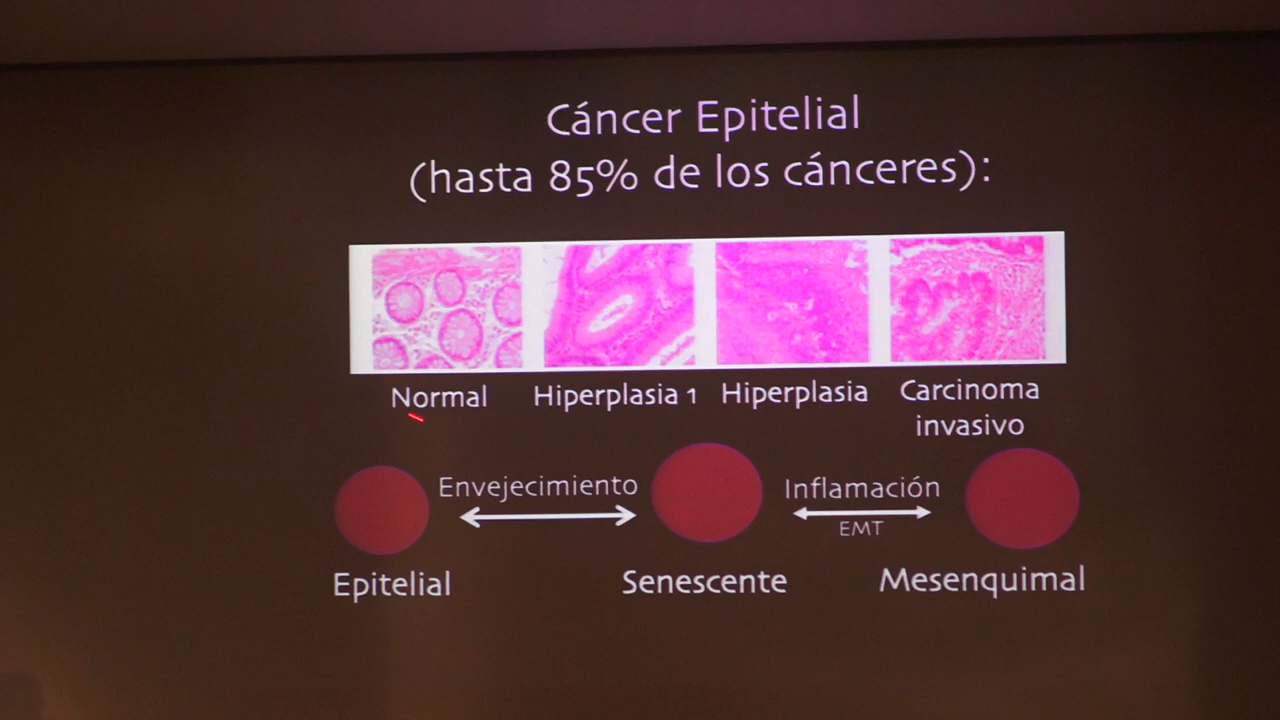 Cáncer Epitelial
(hasta 85% de los cánceres):
Normal
Hiperplasia 1
Hiperplasia
Carcinoma
invasivo
Envejecimiento
Inflamación
EMT
Epitelial
Senescente
Mesenquimal